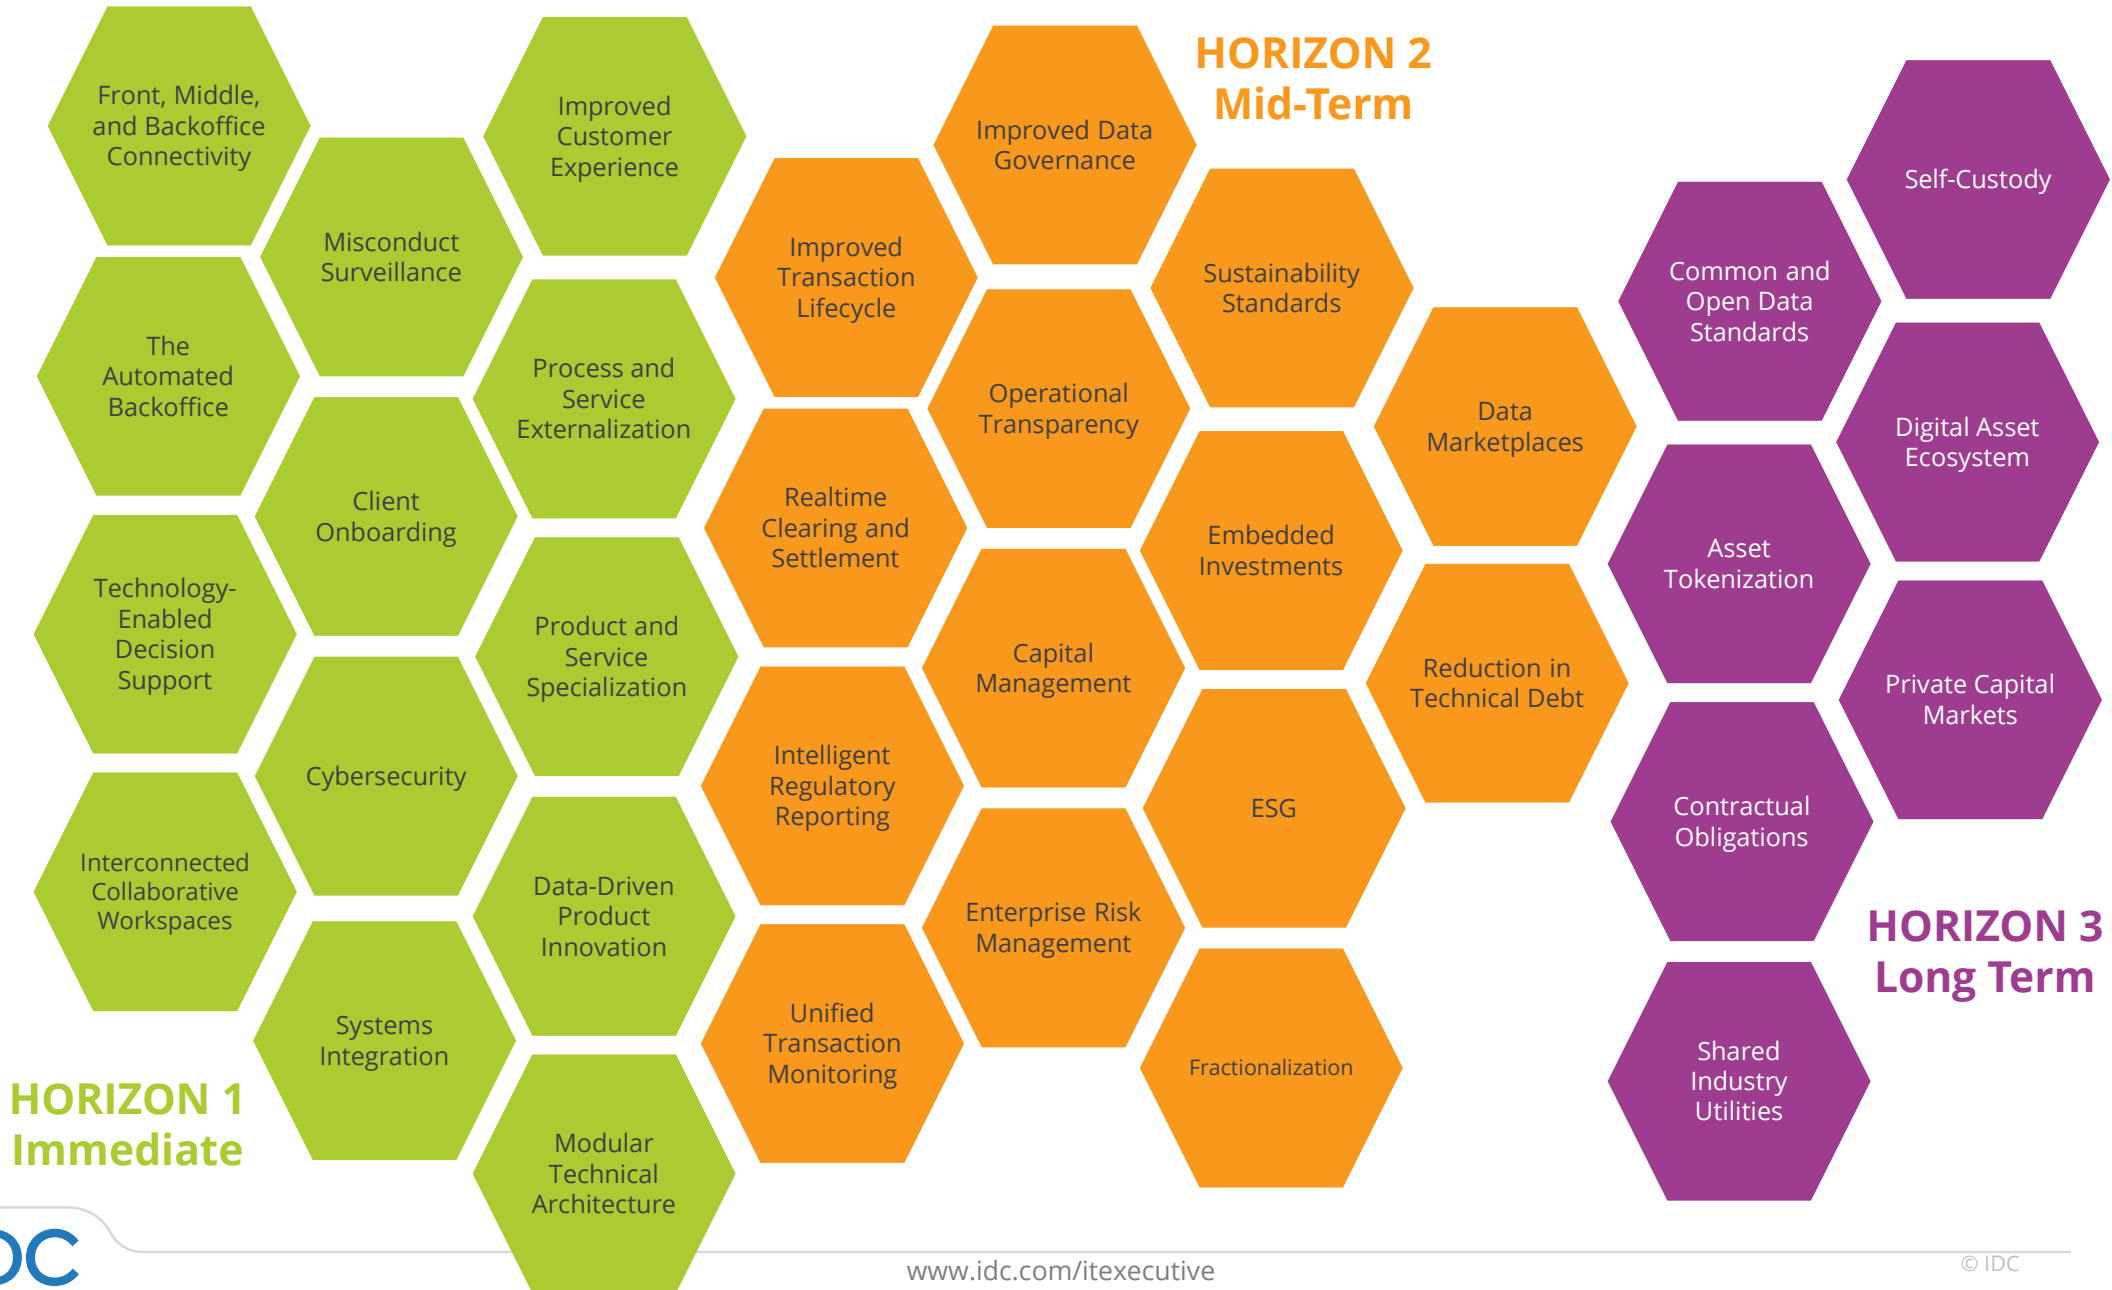 Front, Middle,
and Backoffice
Connectivity
The
Automated
Backoffice
Technology-
Enabled
Decision
Support
Interconnected
Collaborative
Workspaces
HORIZON 1
Immediate
Misconduct
Surveillance
Client
Onboarding
Cybersecurity
Systems
Integration
Improved
Customer
Experience
Process and
Service
Externalization
Product and
Service
Specialization
Data-Driven
Product
Innovation
Modular
Technical
Architecture
HORIZON 2
Mid-Term
Improved
Transaction
Lifecycle
Realtime
Clearing and
Settlement
Intelligent
Regulatory
Reporting
Unified
Transaction
Monitoring
Improved Data
Governance
Operational
Transparency
Capital
Management
Enterprise Risk
Management
Sustainability
Standards
Embedded
Investments
ESG
Fractionalization
Data
Marketplaces
Reduction in
Technical Debt
Common and
Open Data
Standards
Asset
Tokenization
Contractual
Obligations
Shared
Industry
Utilities
Self-Custody
Digital Asset
Ecosystem
Private Capital
Markets
HORIZON 3
Long Term
DC
www.idc.com/itexecutive
© IDC